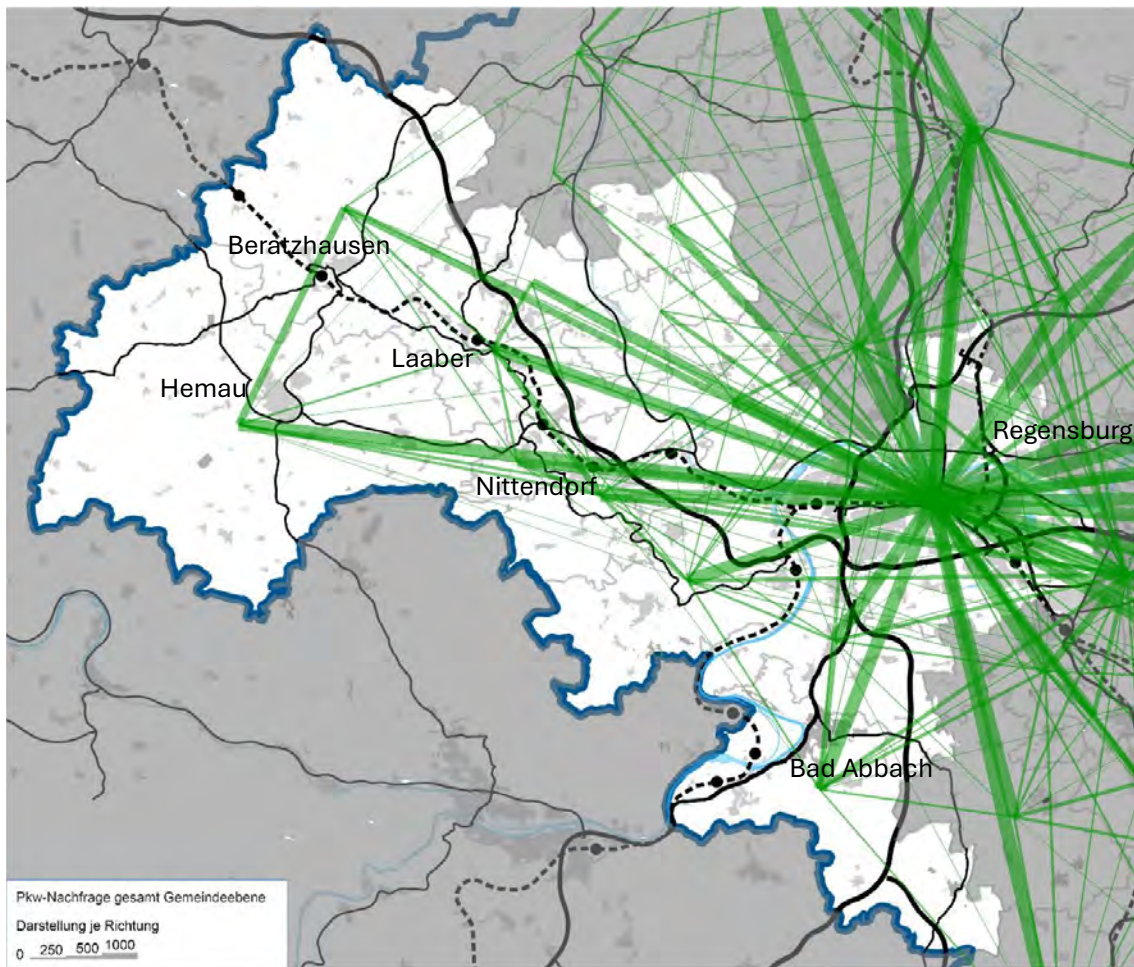 Beratzhausen
Laaber
Hemau
Regensburg
Nittendorf
Bad Abbach
Pkw-Nachfrage gesamt Gemeindeebene
Darstellung je Richtung
0 250 500 1000